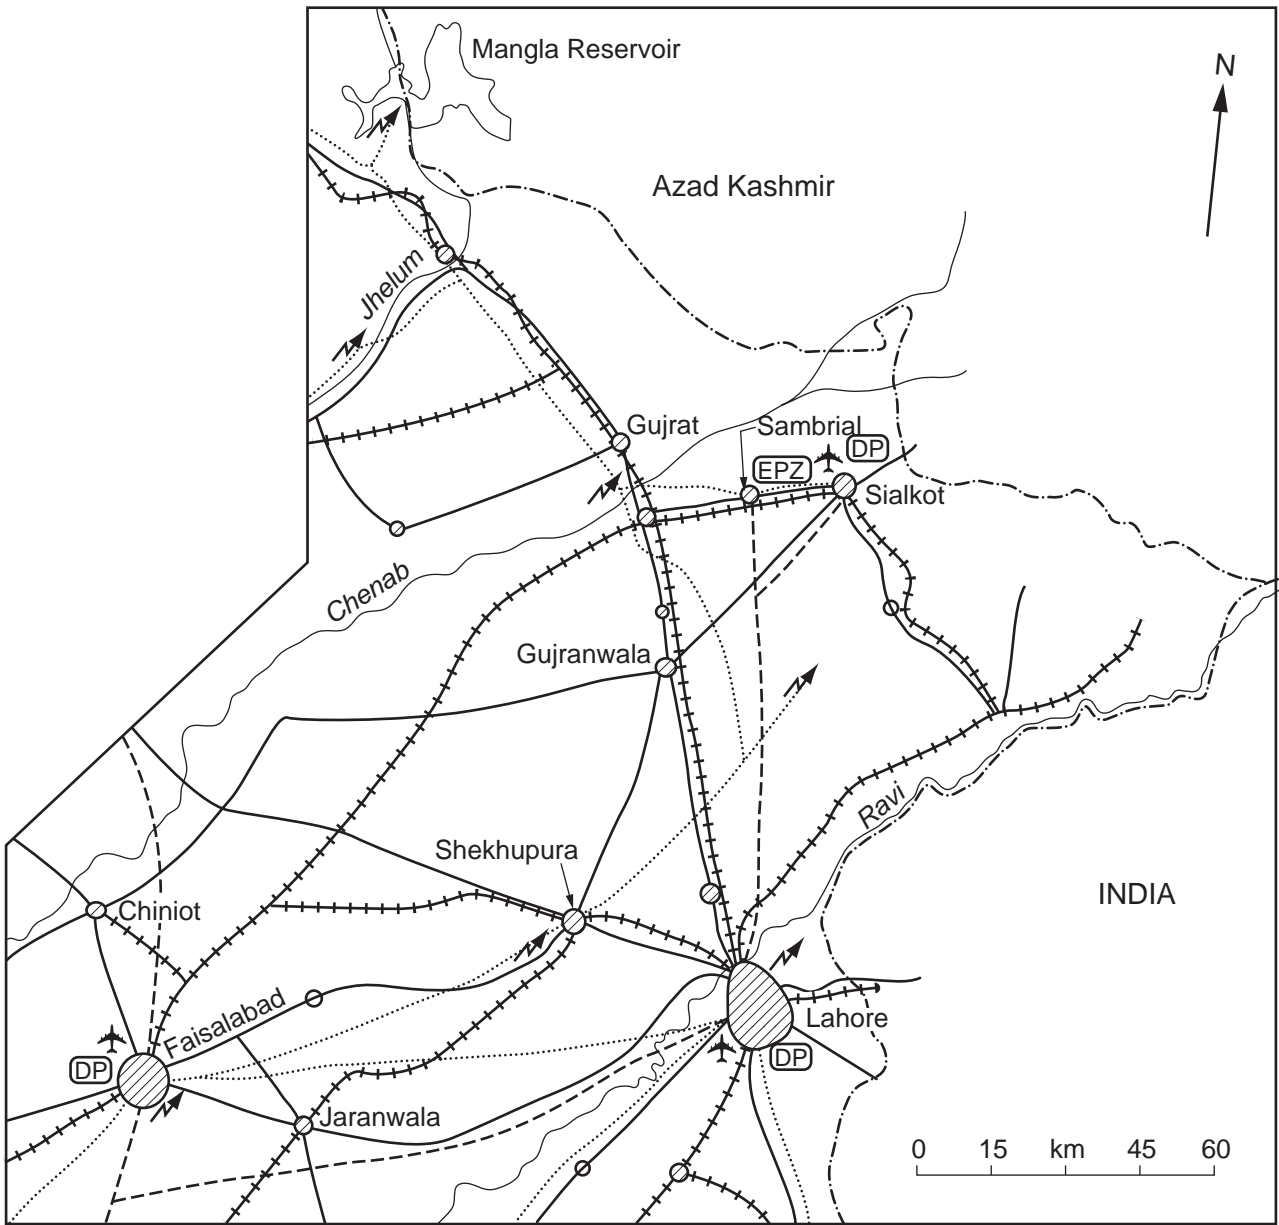 Mangla Reservoir
N
Azad Kashmir
Jhelum
Gujrat
Sambrial
DP
EPZ
Sialkot
Chenab
Gujranwala
Ravi
Shekhupura
INDIA
Chiniot
Faisalabad
Lahore
DP
DP
Jaranwala
0 15 km 45 60